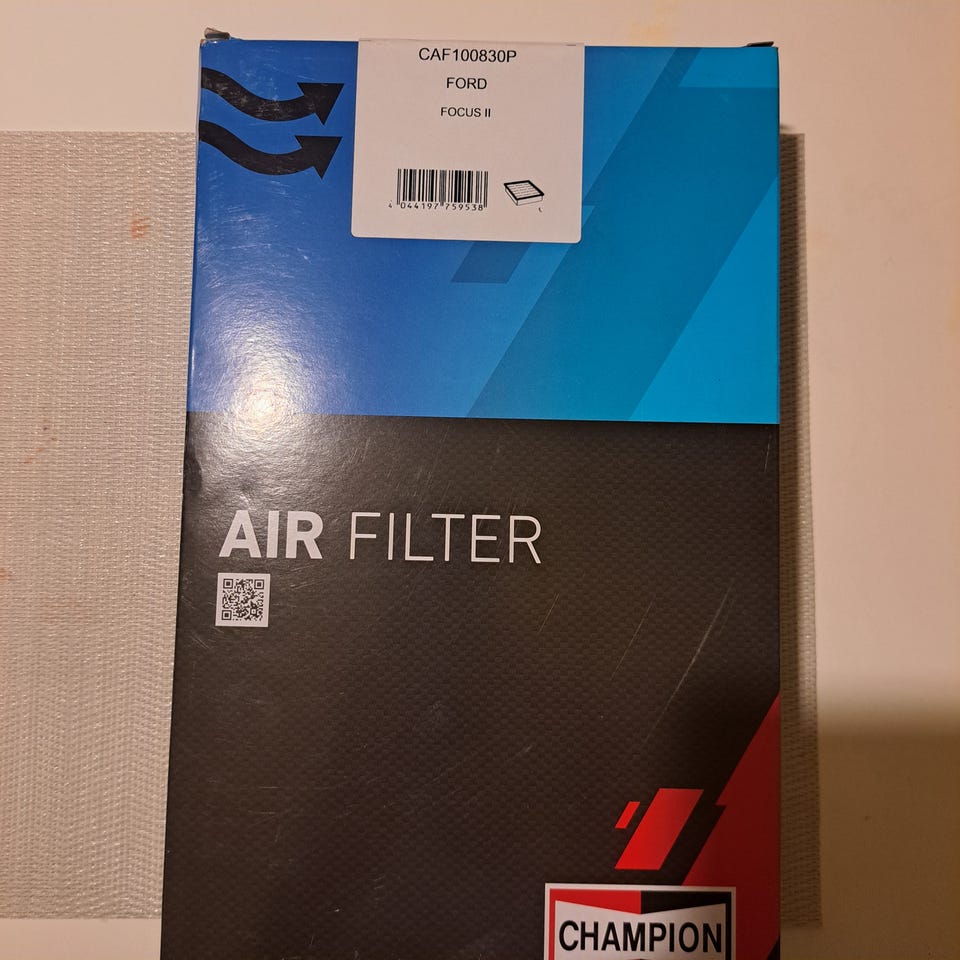 CAF100830P
FORD
FOCUS II
4 044197 759538
AIR FILTER
CHAMPION